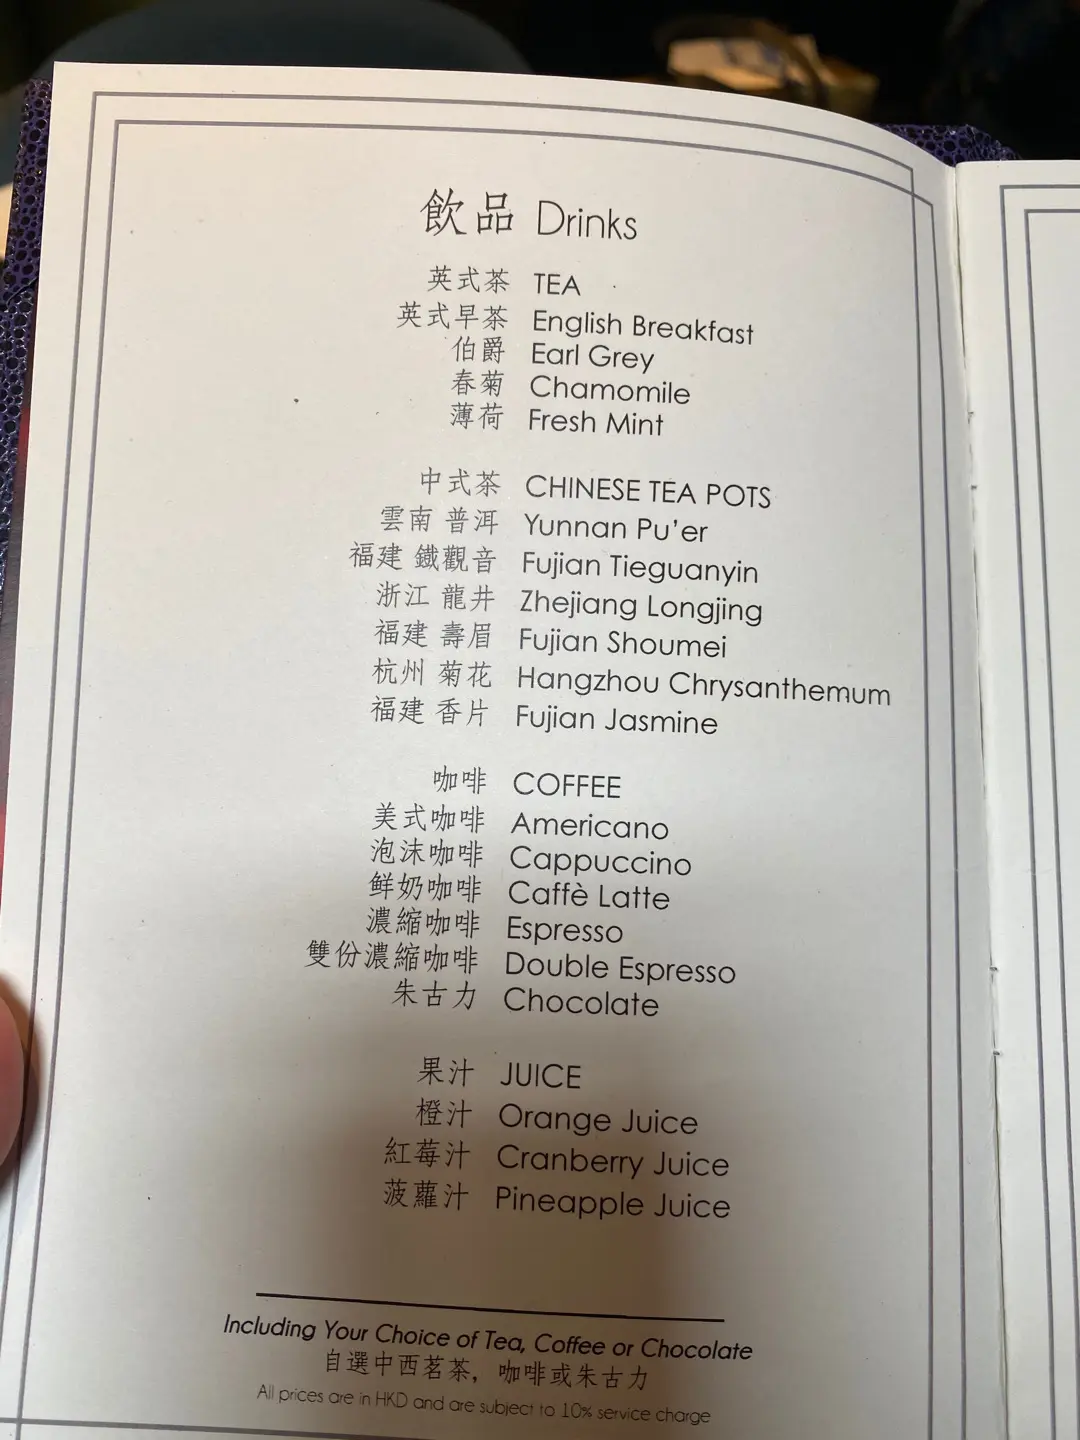 飲品 Drinks
英式茶 TEA
英式早茶 English Breakfast
伯爵 Earl Grey
春菊 Chamomile
薄荷 Fresh Mint
中式茶 CHINESE TEA POTS
雲南 普洱 Yunnan Pu’er
福建 鐵觀音 Fujian Tieguanyin
浙江 龍井 Zhejiang Longjing
福建 壽眉 Fujian Shoumei
杭州 菊花 Hangzhou Chrysanthemum
福建 香片 Fujian Jasmine
咖啡 COFFEE
美式咖啡 Americano
泡沫咖啡 Cappuccino
鮮奶咖啡 Caffè Latte
濃縮咖啡 Espresso
雙份濃縮咖啡 Double Espresso
朱古力 Chocolate
果汁 JUICE
橙汁 Orange Juice
紅莓汁 Cranberry Juice
菠蘿汁 Pineapple Juice
Including Your Choice of Tea, Coffee or Chocolate
自選中西茗茶，咖啡或朱古力
All prices are in HKD and are subject to 10% service charge